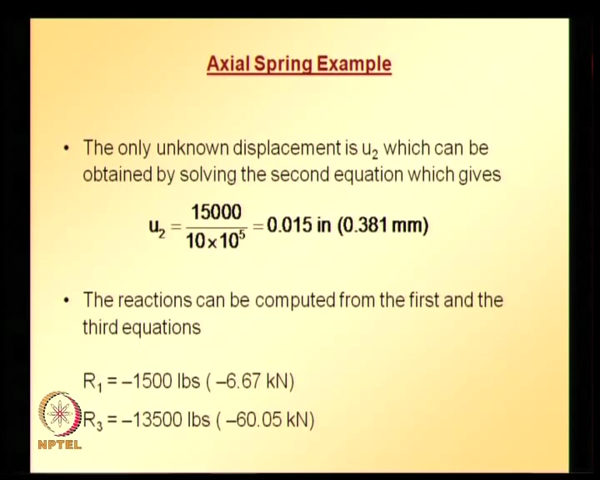 Axial Spring Example
• The only unknown displacement is u₂ which can be
obtained by solving the second equation which gives
u₂ = 15000 / 10×10⁵ = 0.015 in (0.381 mm)
• The reactions can be computed from the first and the
third equations
R₁ = –1500 lbs ( –6.67 kN)
R₃ = –13500 lbs ( –60.05 kN)
NPTEL